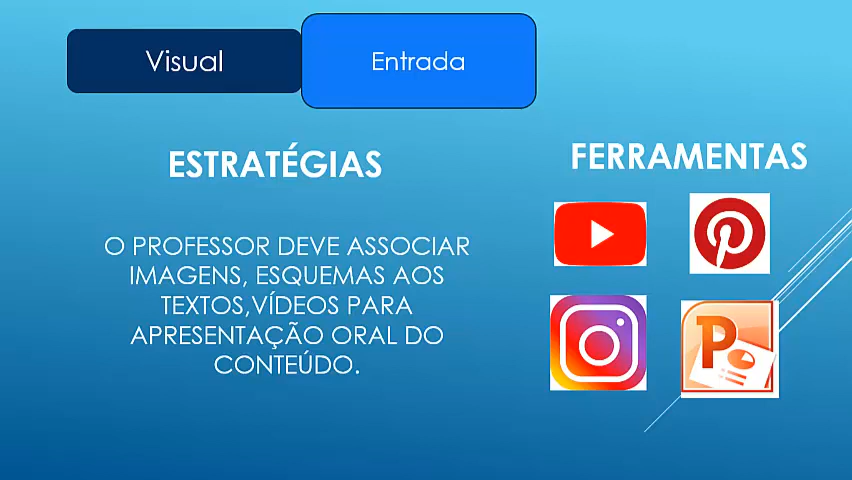 Visual
Entrada
ESTRATÉGIAS
FERRAMENTAS
O PROFESSOR DEVE ASSOCIAR
IMAGENS, ESQUEMAS AOS
TEXTOS,VÍDEOS PARA
APRESENTAÇÃO ORAL DO
CONTEÚDO.